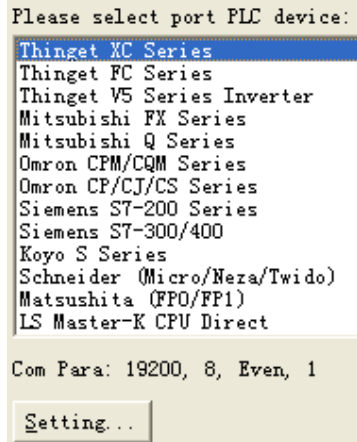 Please select port PLC device:
Thinget XC Series
Thinget FC Series
Thinget V5 Series Inverter
Mitsubishi FX Series
Mitsubishi Q Series
Omron CPM/CQM Series
Omron CP/CJ/CS Series
Siemens S7-200 Series
Siemens S7-300/400
Koyo S Series
Schneider (Micro/Neza/Twido)
Matsushita (FP0/FP1)
LS Master-K CPU Direct
Com Para: 19200, 8, Even, 1
Setting...